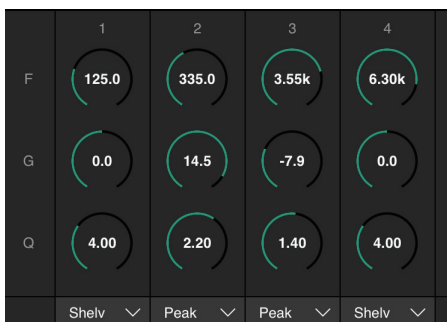 1 2 3 4
F 125.0 335.0 3.55k 6.30k
G 0.0 14.5 -7.9 0.0
Q 4.00 2.20 1.40 4.00
Shelv Peak Peak Shelv